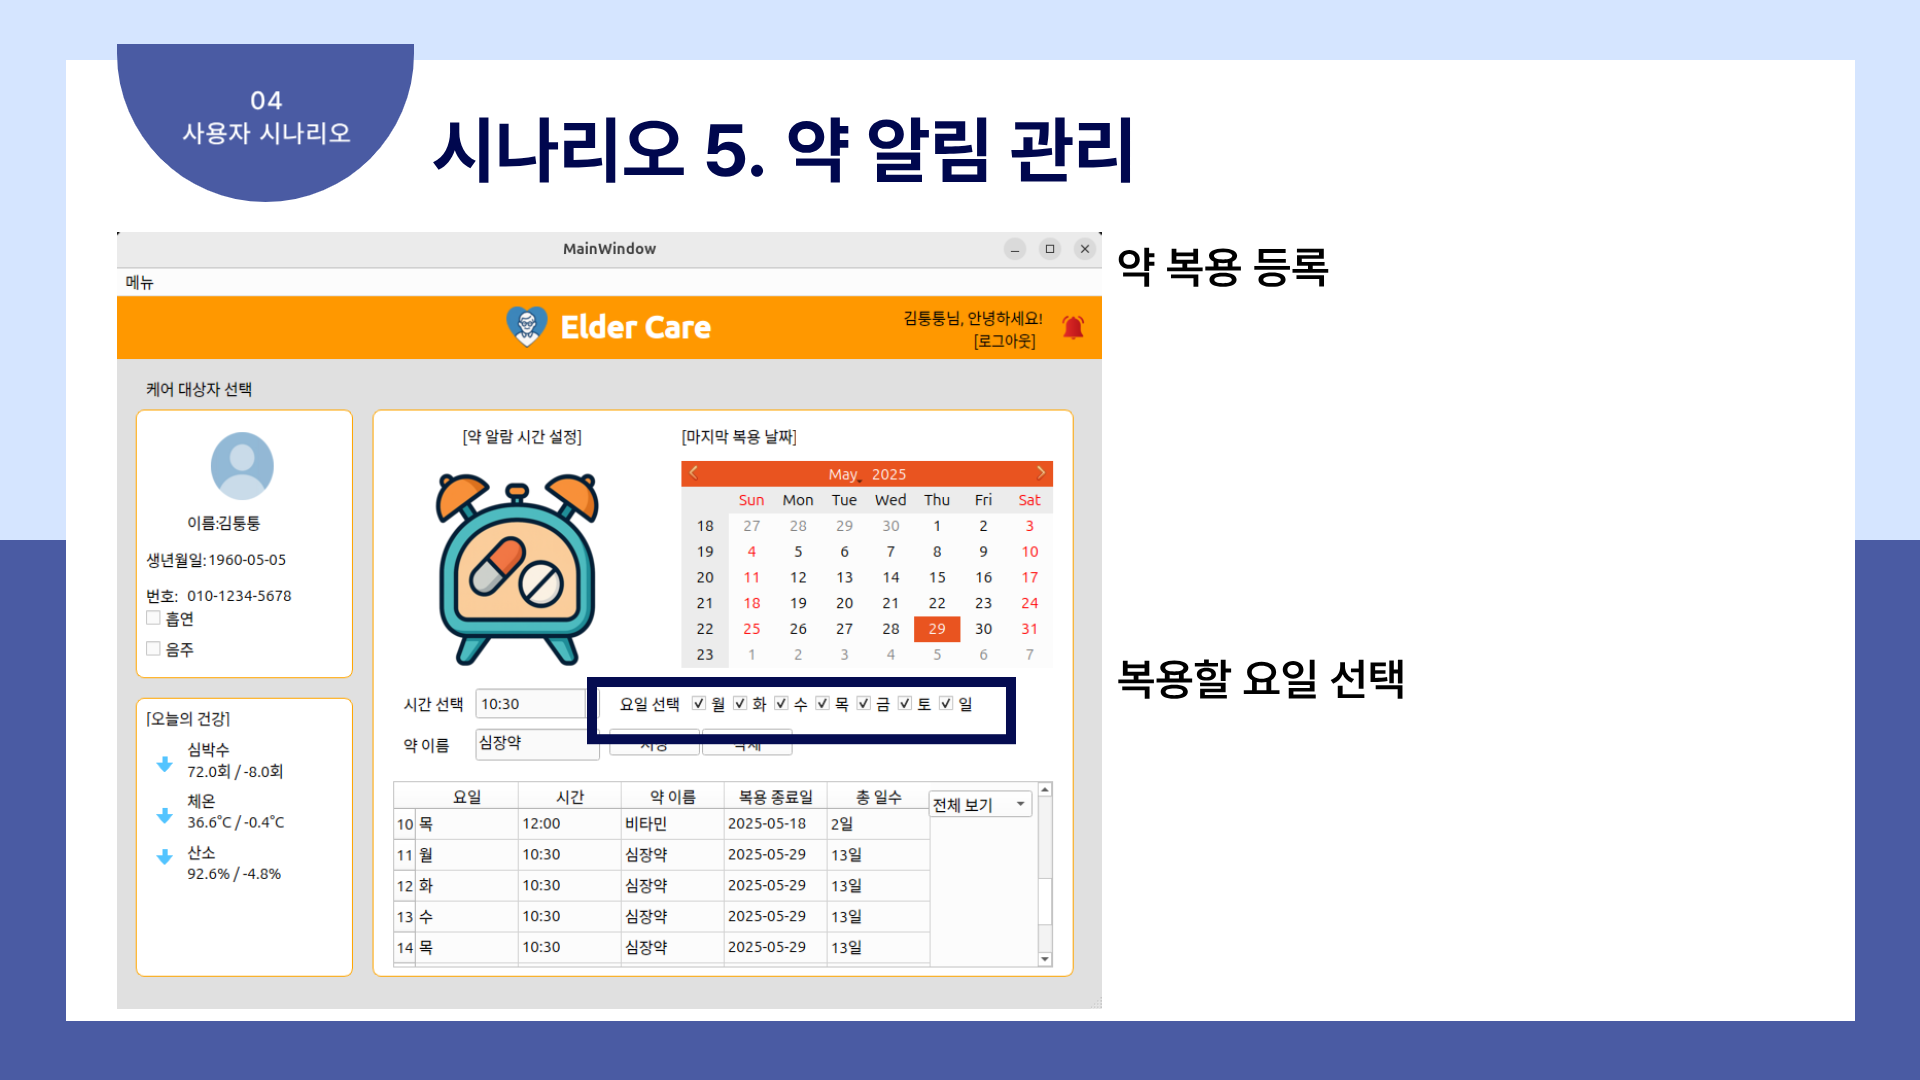 04
사용자 시나리오
시나리오 5. 약 알림 관리
MainWindow
메뉴
Elder Care
김퉁퉁님, 안녕하세요!
[로그아웃]
케어 대상자 선택
이름:김퉁퉁
생년월일:1960-05-05
번호: 010-1234-5678
흡연
음주
[오늘의 건강]
심박수
72.0회 / -8.0회
체온
36.6°C / -0.4°C
산소
92.6% / -4.8%
[약 알람 시간 설정]
[마지막 복용 날짜]
May 2025
Sun Mon Tue Wed Thu Fri Sat
18 27 28 29 30 1 2 3
19 4 5 6 7 8 9 10
20 11 12 13 14 15 16 17
21 18 19 20 21 22 23 24
22 25 26 27 28 29 30 31
23 1 2 3 4 5 6 7
시간 선택 10:30
요일 선택 월 화 수 목 금 토 일
약 이름 심장약
요일 시간 약 이름 복용 종료일 총 일수
전체 보기
10 목 12:00 비타민 2025-05-18 2일
11 월 10:30 심장약 2025-05-29 13일
12 화 10:30 심장약 2025-05-29 13일
13 수 10:30 심장약 2025-05-29 13일
14 목 10:30 심장약 2025-05-29 13일
약 복용 등록
복용할 요일 선택